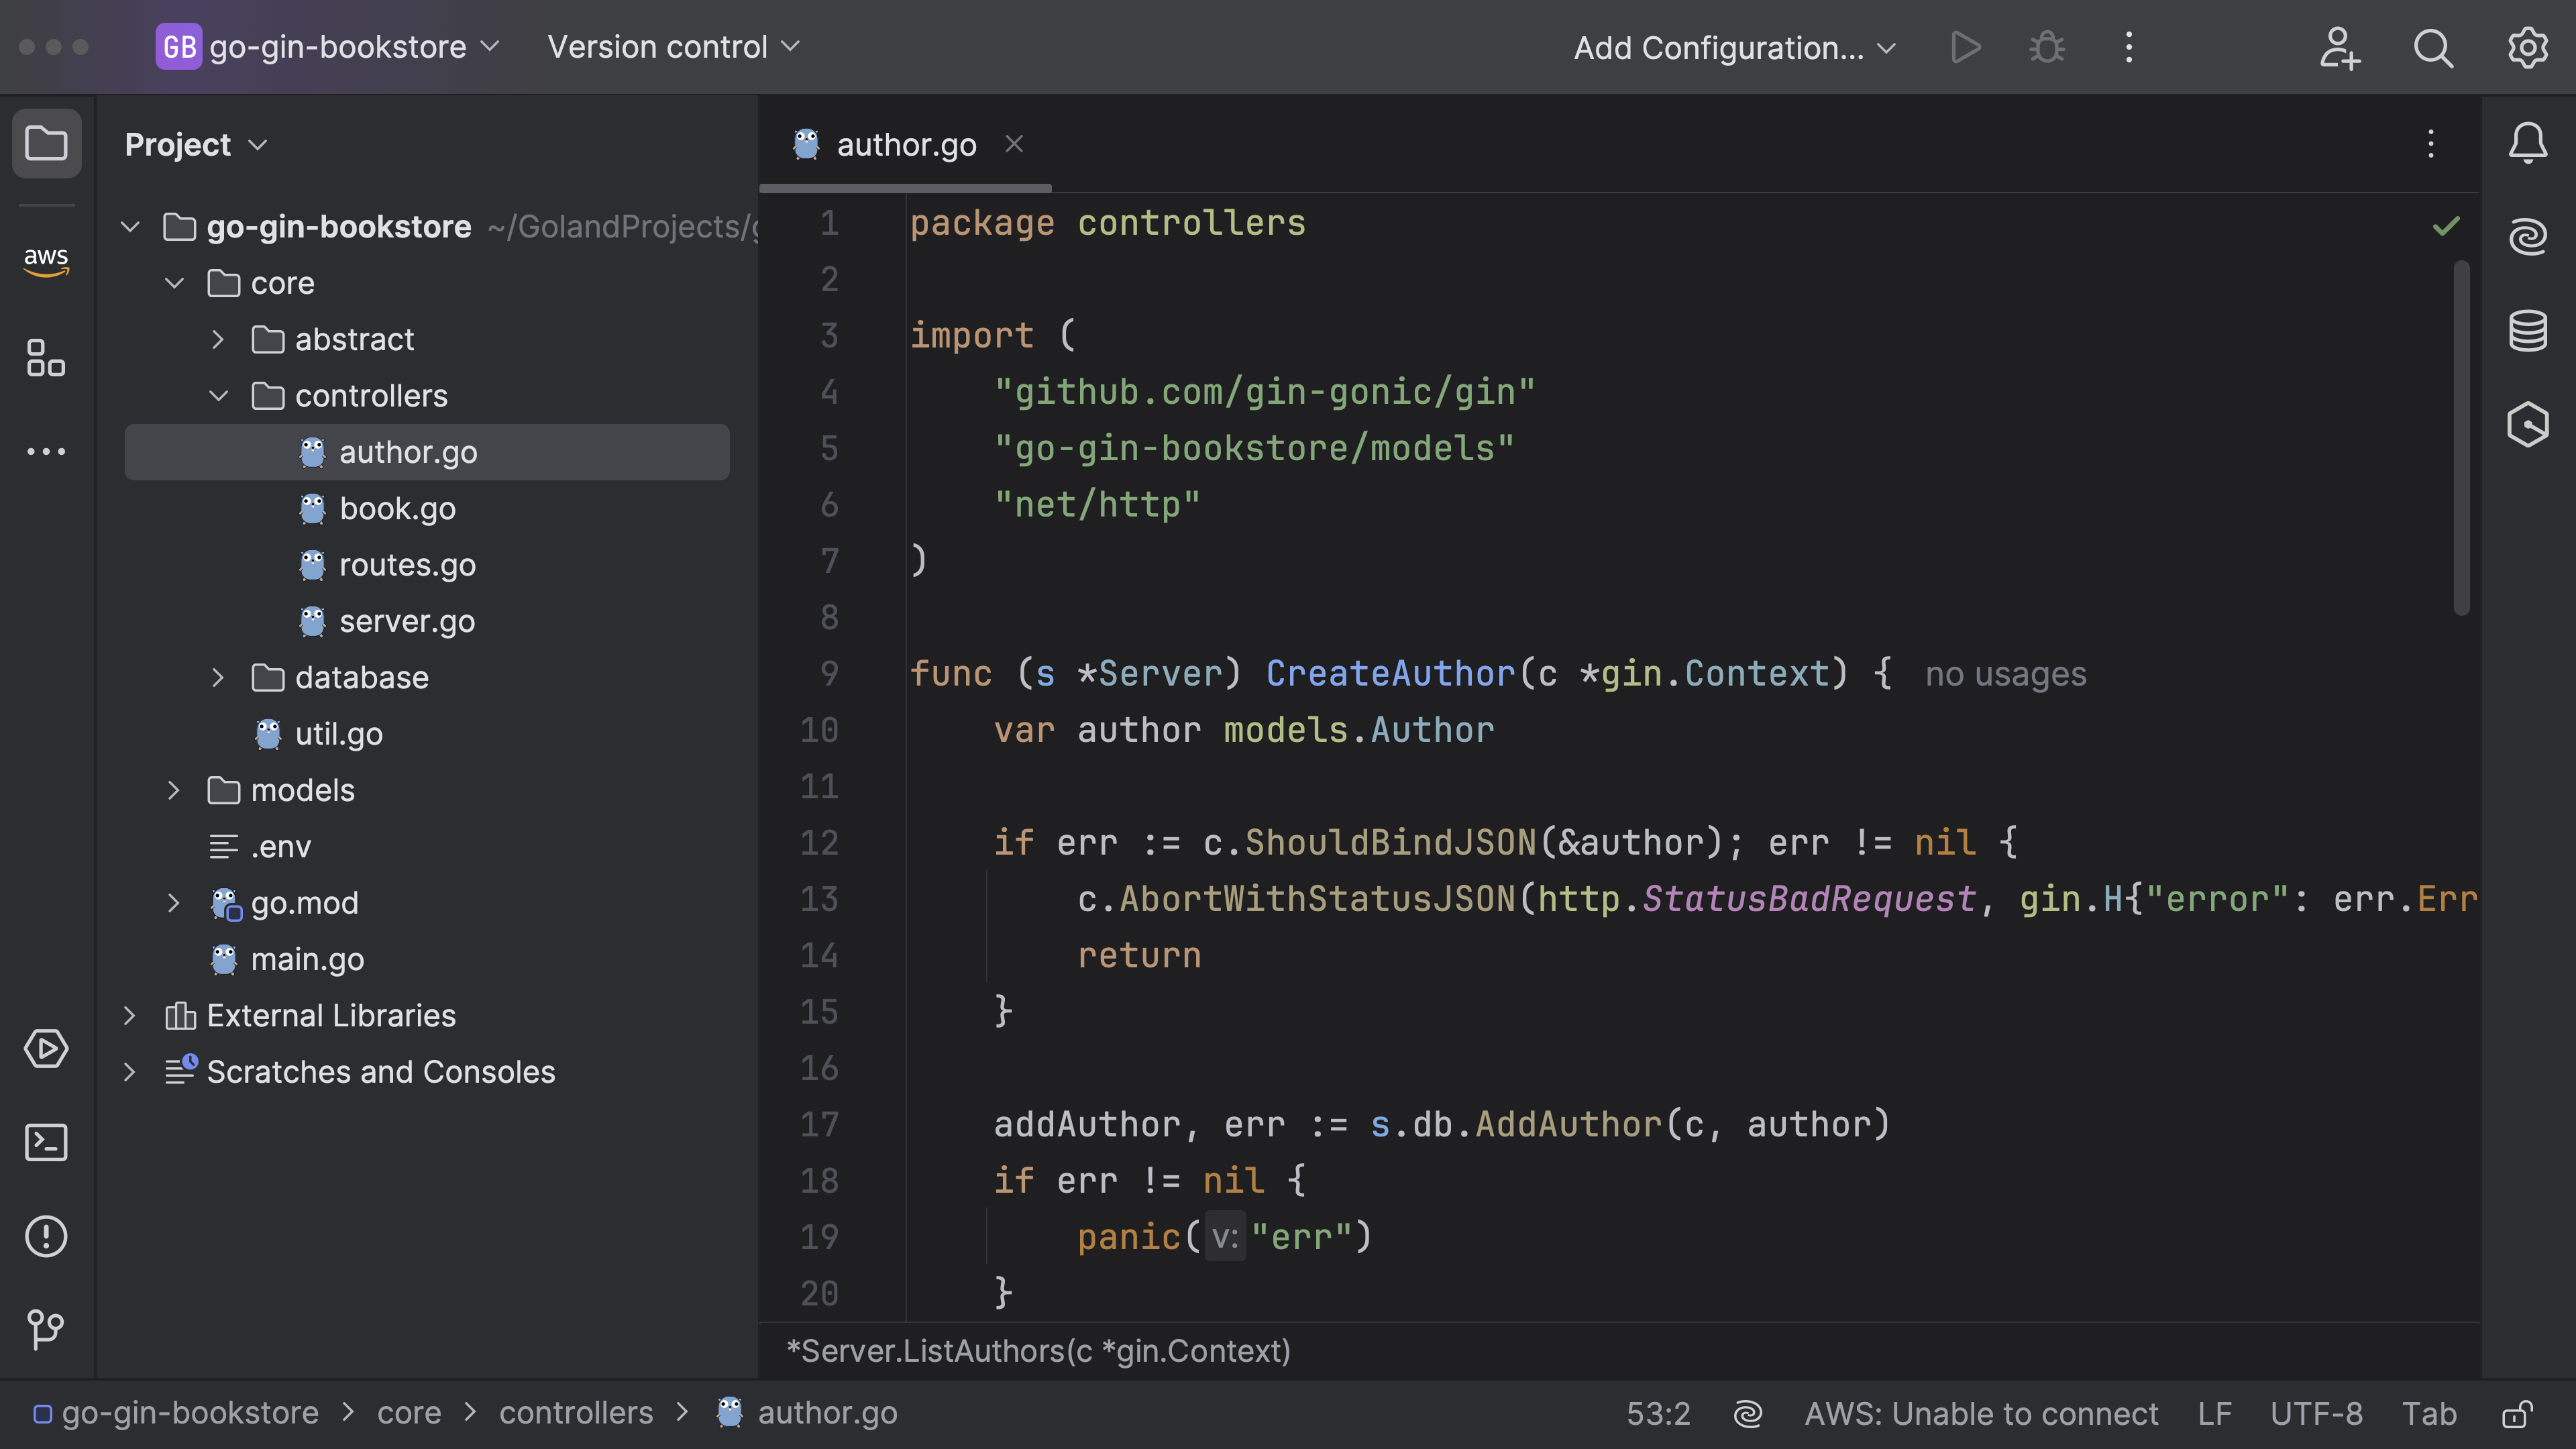 GB go-gin-bookstore Version control Add Configuration...
Project
aws
go-gin-bookstore ~/GolandProjects/
core
abstract
controllers
author.go
book.go
routes.go
server.go
database
util.go
models
.env
go.mod
main.go
External Libraries
Scratches and Consoles
author.go
1 package controllers
2
3 import (
4 "github.com/gin-gonic/gin"
5 "go-gin-bookstore/models"
6 "net/http"
7 )
8
9 func (s *Server) CreateAuthor(c *gin.Context) { no usages
10 var author models.Author
11
12 if err := c.ShouldBindJSON(&author); err != nil {
13 c.AbortWithStatusJSON(http.StatusBadRequest, gin.H{"error": err.Err
14 return
15 }
16
17 addAuthor, err := s.db.AddAuthor(c, author)
18 if err != nil {
19 panic( v: "err")
20 }
*Server.ListAuthors(c *gin.Context)
go-gin-bookstore > core > controllers > author.go 53:2 AWS: Unable to connect LF UTF-8 Tab